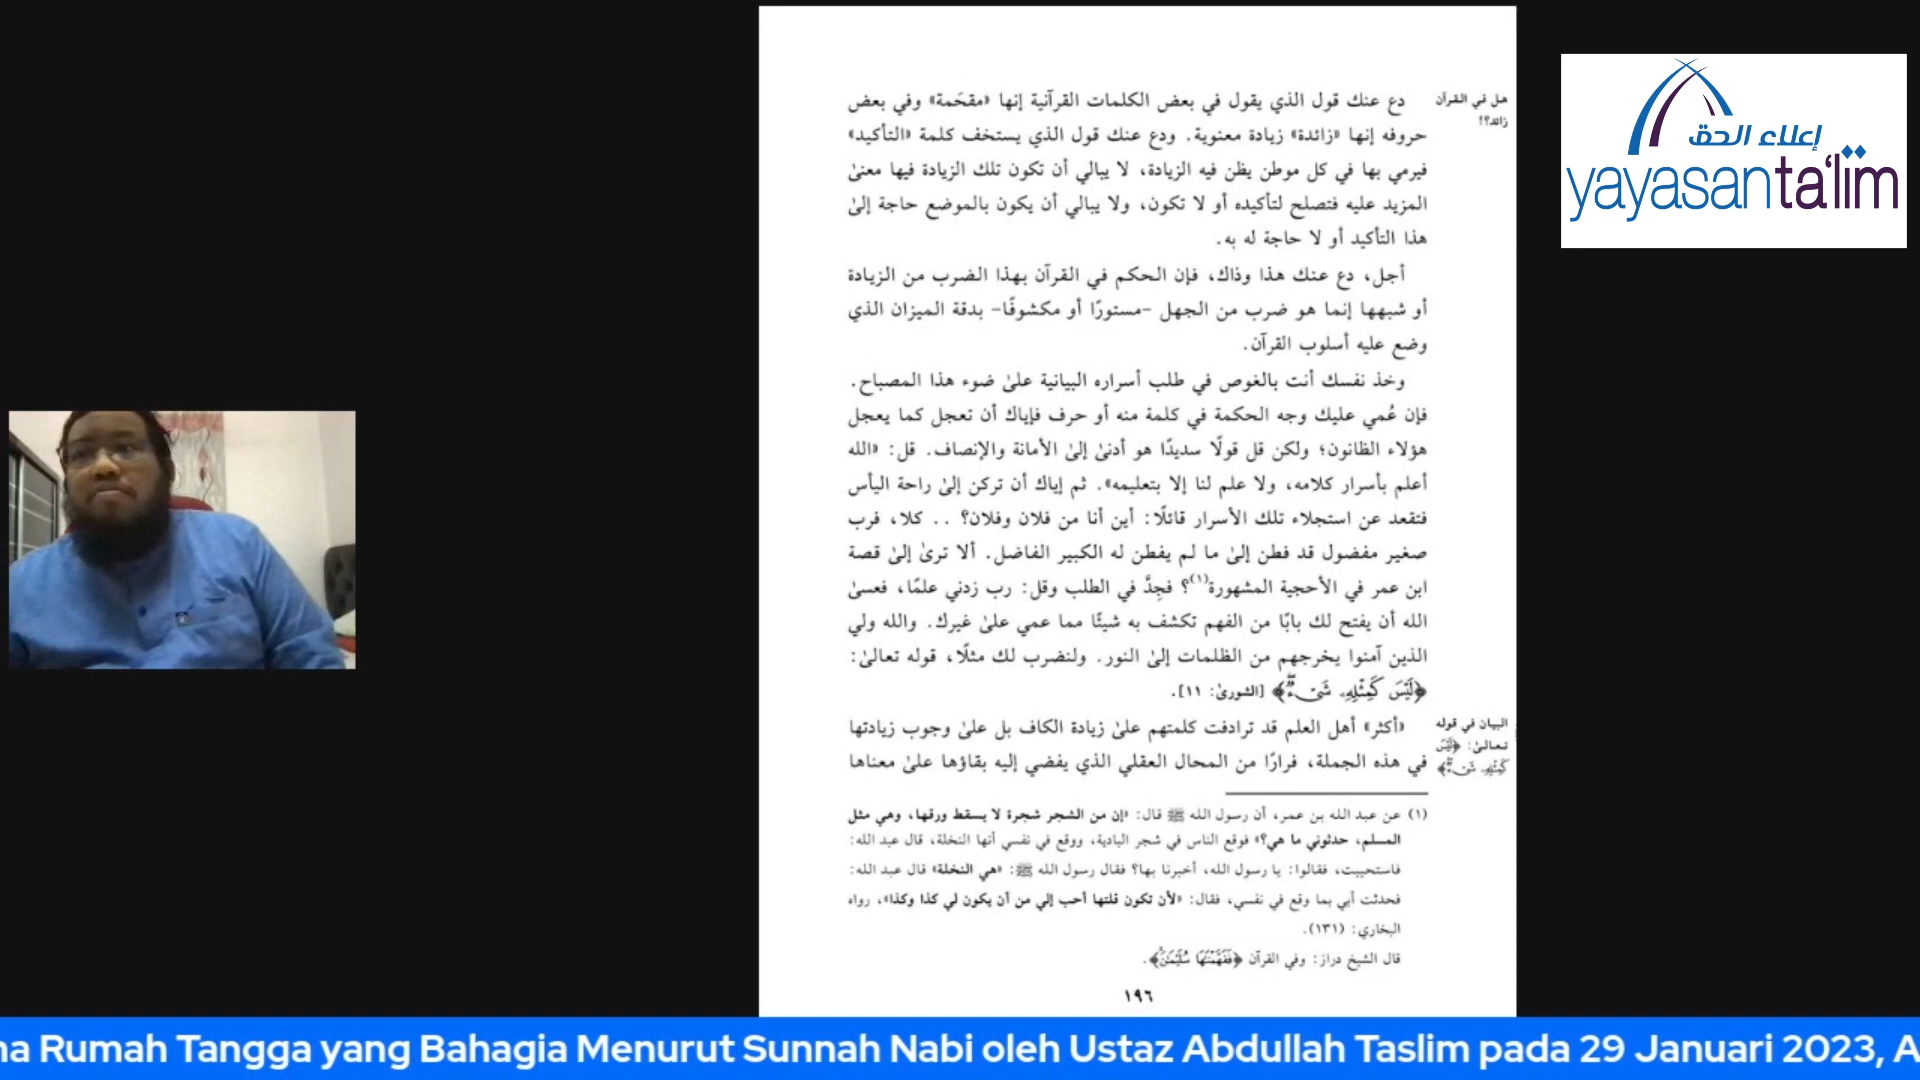 هل في القرآن
زائد؟!
دع عنك قول الذي يقول في بعض الكلمات القرآنية إنها «مقحَمة» وفي بعض
حروفه إنها «زائدة» زيادة معنوية. ودع عنك قول الذي يستخف كلمة «التأكيد»
فيرمي بها في كل موطن يظن فيه الزيادة، لا يبالي أن تكون تلك الزيادة فيها معنىٰ
المزيد عليه فتصلح لتأكيده أو لا تكون، ولا يبالي أن يكون بالموضع حاجة إلىٰ
هذا التأكيد أو لا حاجة له به.
أجل، دع عنك هذا وذاك، فإن الحكم في القرآن بهذا الضرب من الزيادة
أو شبهها إنما هو ضرب من الجهل -مستورًا أو مكشوفًا- بدقة الميزان الذي
وضع عليه أسلوب القرآن.
وخذ نفسك أنت بالغوص في طلب أسراره البيانية علىٰ ضوء هذا المصباح.
فإن عُمي عليك وجه الحكمة في كلمة منه أو حرف فإياك أن تعجل كما يعجل
هؤلاء الظانون؛ ولكن قل قولًا سديدًا هو أدنىٰ إلىٰ الأمانة والإنصاف. قل: «الله
أعلم بأسرار كلامه، ولا علم لنا إلا بتعليمه». ثم إياك أن تركن إلىٰ راحة اليأس
فتقعد عن استجلاء تلك الأسرار قائلًا: أين أنا من فلان وفلان؟ .. كلا، فرب
صغير مفضول قد فطن إلىٰ ما لم يفطن له الكبير الفاضل. ألا ترىٰ إلىٰ قصة
ابن عمر في الأحجية المشهورة(١)؟ فجِدَّ في الطلب وقل: رب زدني علمًا، فعسىٰ
الله أن يفتح لك بابًا من الفهم تكشف به شيئًا مما عمي علىٰ غيرك. والله ولي
الذين آمنوا يخرجهم من الظلمات إلىٰ النور. ولنضرب لك مثلًا، قوله تعالىٰ:
﴿لَيْسَ كَمِثْلِهِۦ شَىْءٌ﴾ [الشورىٰ: ١١].
البيان في قوله
تعالىٰ: ﴿لَيْسَ
كَمِثْلِهِۦ شَىْءٌ﴾
«أكثر» أهل العلم قد ترادفت كلمتهم علىٰ زيادة الكاف بل علىٰ وجوب زيادتها
في هذه الجملة، فرارًا من المحال العقلي الذي يفضي إليه بقاؤها علىٰ معناها
(١) عن عبد الله بن عمر، أن رسول الله ﷺ قال: «إن من الشجر شجرة لا يسقط ورقها، وهي مثل
المسلم، حدثوني ما هي؟» فوقع الناس في شجر البادية، ووقع في نفسي أنها النخلة، قال عبد الله:
فاستحييت، فقالوا: يا رسول الله، أخبرنا بها؟ فقال رسول الله ﷺ: «هي النخلة» قال عبد الله:
فحدثت أبي بما وقع في نفسي، فقال: «لأن تكون قلتها أحب إلي من أن يكون لي كذا وكذا»، رواه
البخاري: (١٣١).
قال الشيخ دراز: وفي القرآن ﴿فَفَهَّمْنَٰهَا سُلَيْمَٰنَ﴾.
١٩٦
إعلاء الحق
yayasanta'lim
na Rumah Tangga yang Bahagia Menurut Sunnah Nabi oleh Ustaz Abdullah Taslim pada 29 Januari 2023, A